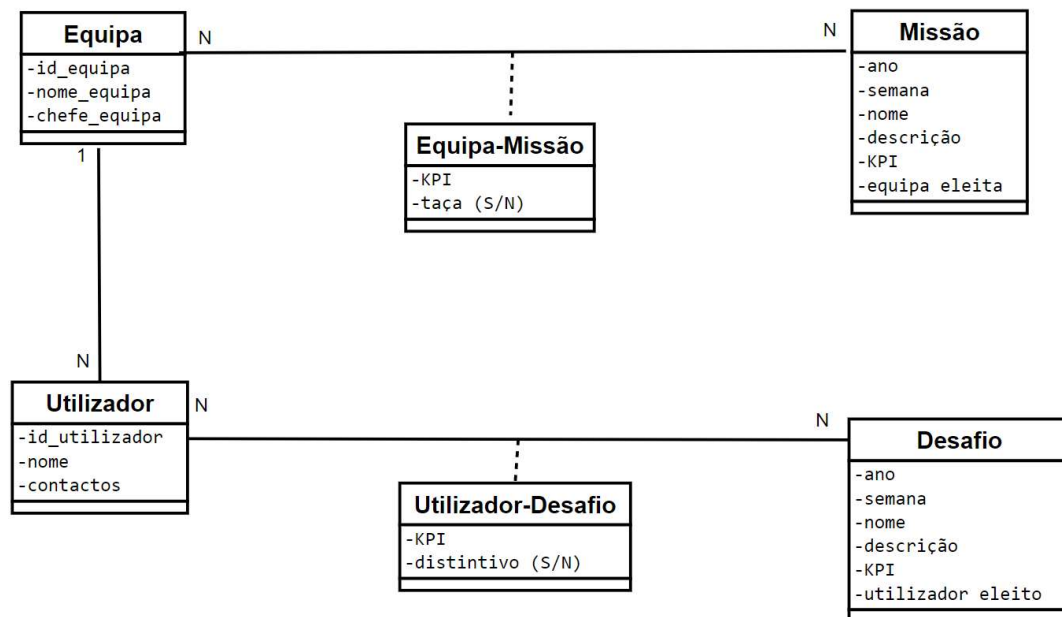 Equipa
-id_equipa
-nome_equipa
-chefe_equipa
N
N
Missão
-ano
-semana
-nome
-descrição
-KPI
-equipa eleita
Equipa-Missão
-KPI
-taça (S/N)
1
N
Utilizador
-id_utilizador
-nome
-contactos
N
N
Desafio
-ano
-semana
-nome
-descrição
-KPI
-utilizador eleito
Utilizador-Desafio
-KPI
-distintivo (S/N)